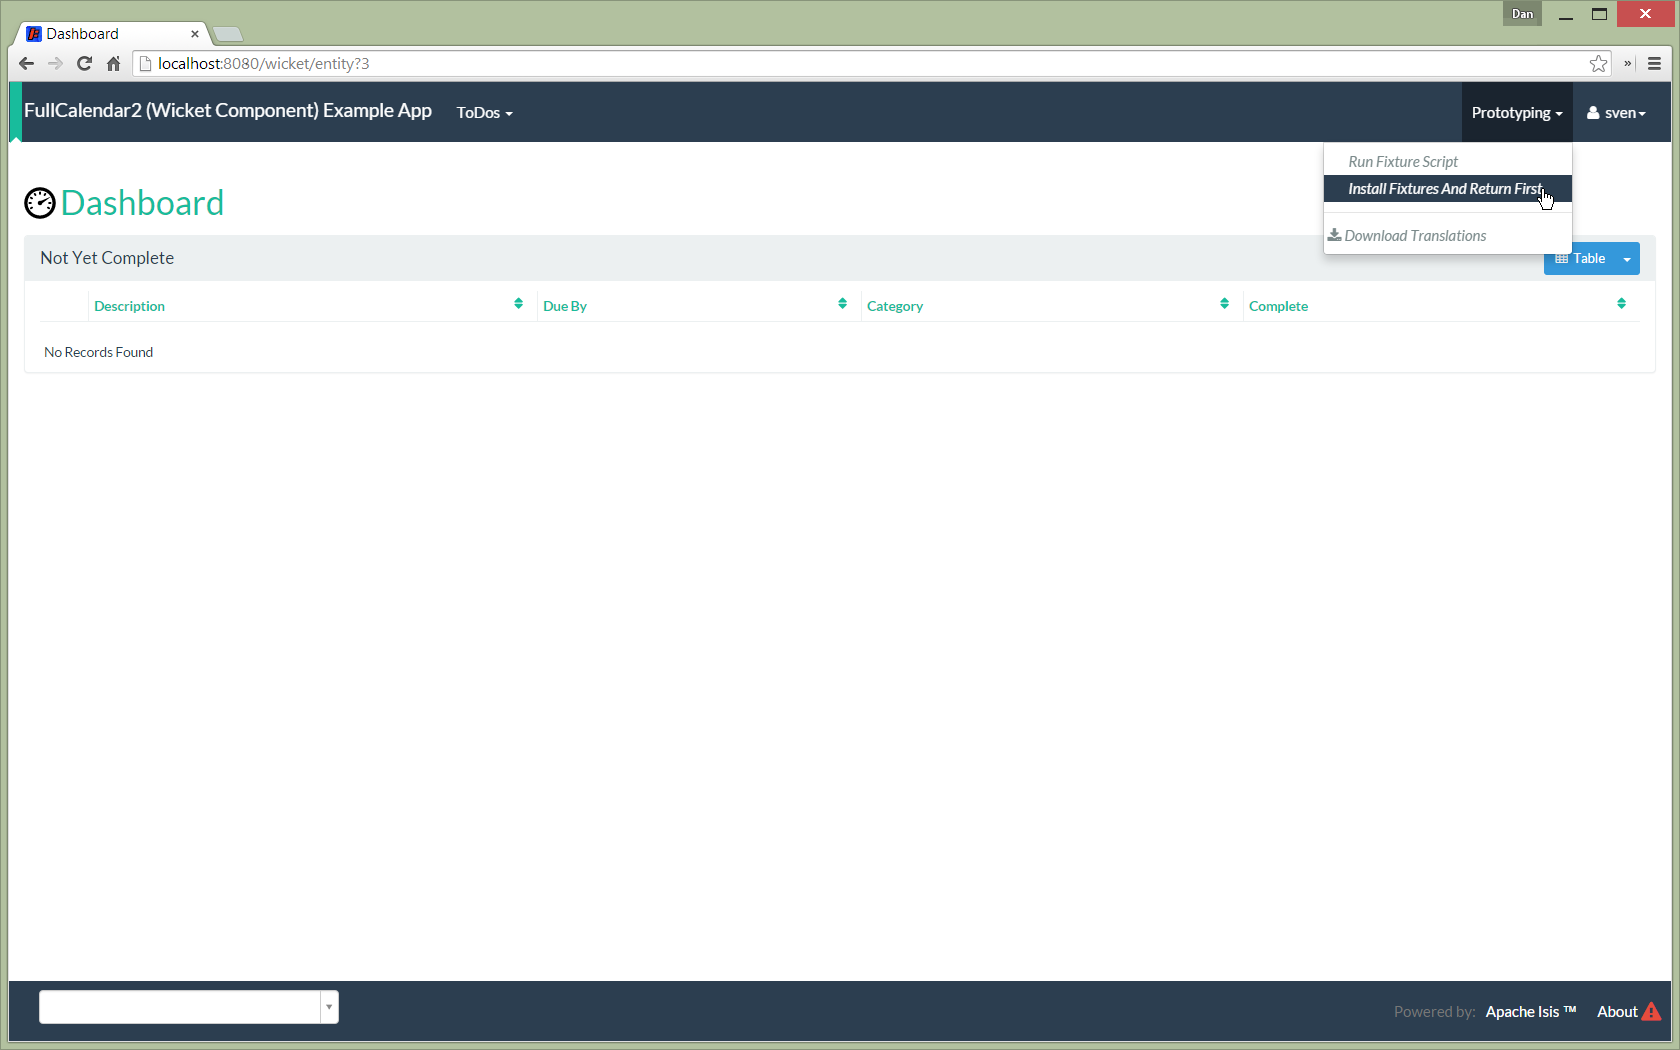 Dan
Dashboard
localhost:8080/wicket/entity?3
FullCalendar2 (Wicket Component) Example App ToDos Prototyping sven
Run Fixture Script
Install Fixtures And Return First
Download Translations
Dashboard
Not Yet Complete Table
Description Due By Category Complete
No Records Found
Powered by: Apache Isis ™ About